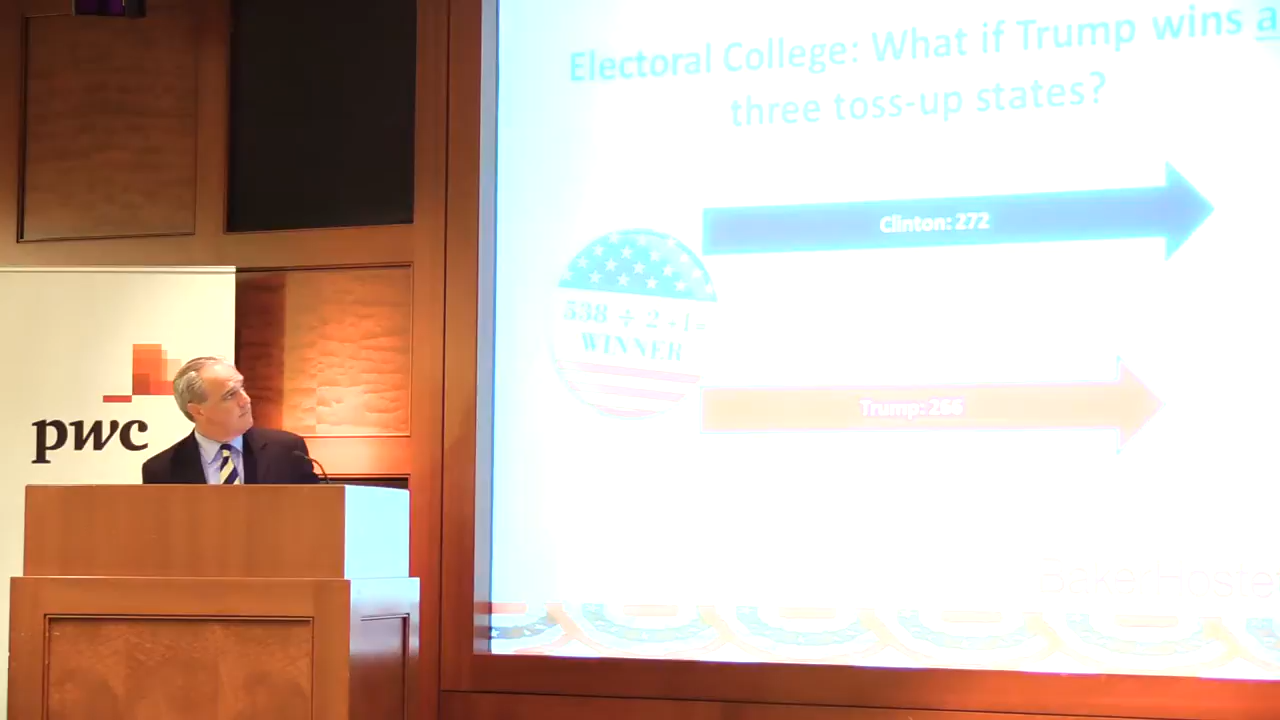 Electoral College: What if Trump wins a
three toss-up states?
Clinton: 272
538 ÷ 2 +1=
WINNER
Trump: 266
pwc